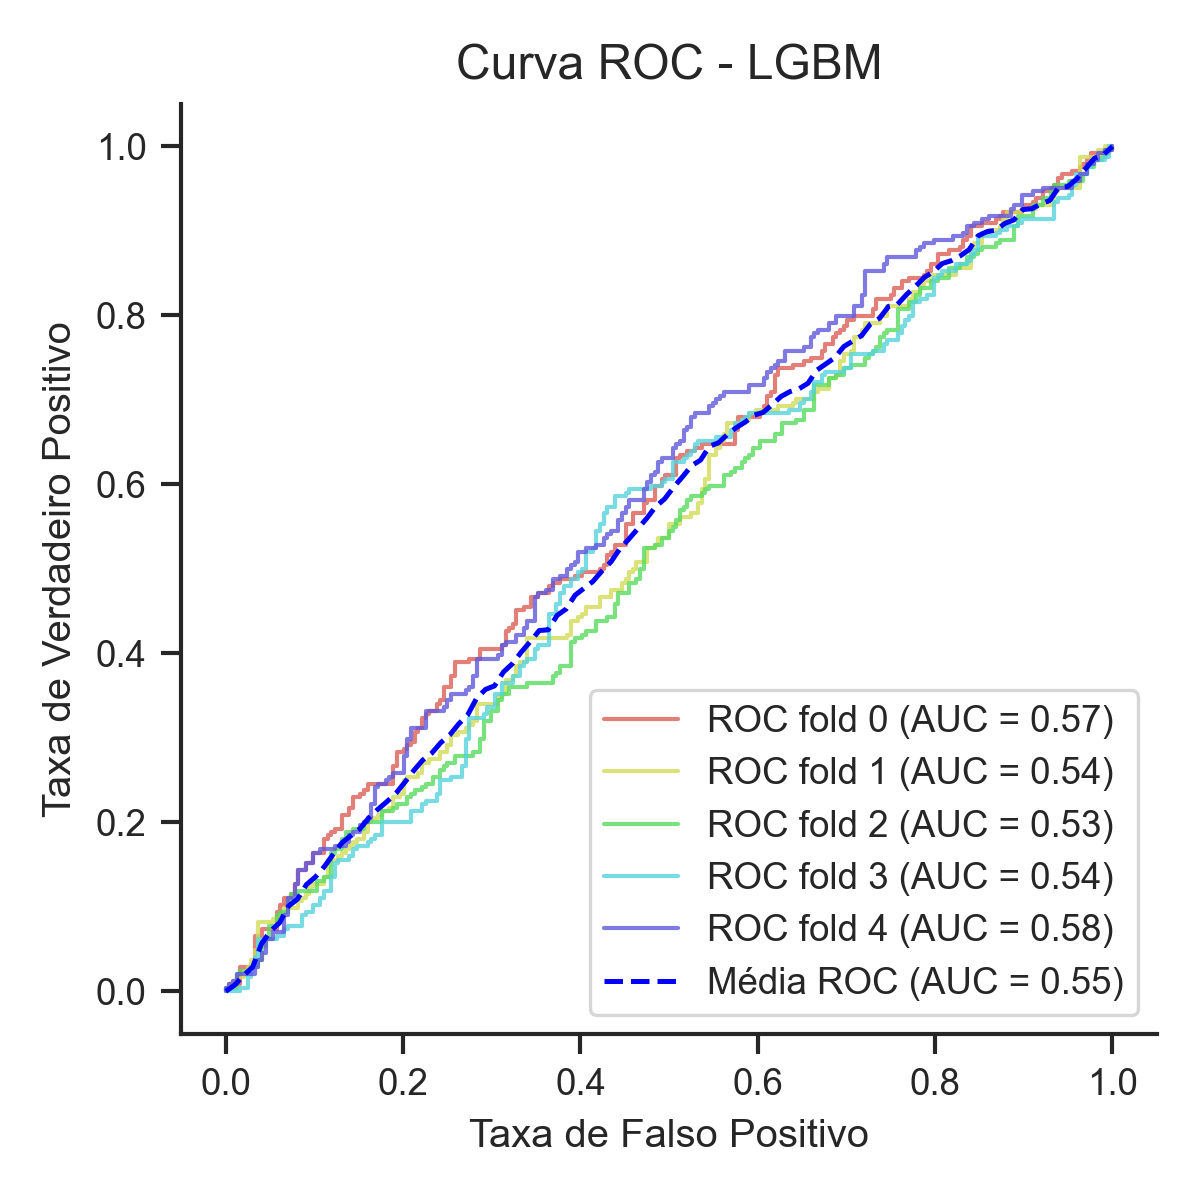 Curva ROC - LGBM
Taxa de Verdadeiro Positivo
1.0
0.8
0.6
0.4
0.2
0.0
ROC fold 0 (AUC = 0.57)
ROC fold 1 (AUC = 0.54)
ROC fold 2 (AUC = 0.53)
ROC fold 3 (AUC = 0.54)
ROC fold 4 (AUC = 0.58)
Média ROC (AUC = 0.55)
0.0 0.2 0.4 0.6 0.8 1.0
Taxa de Falso Positivo